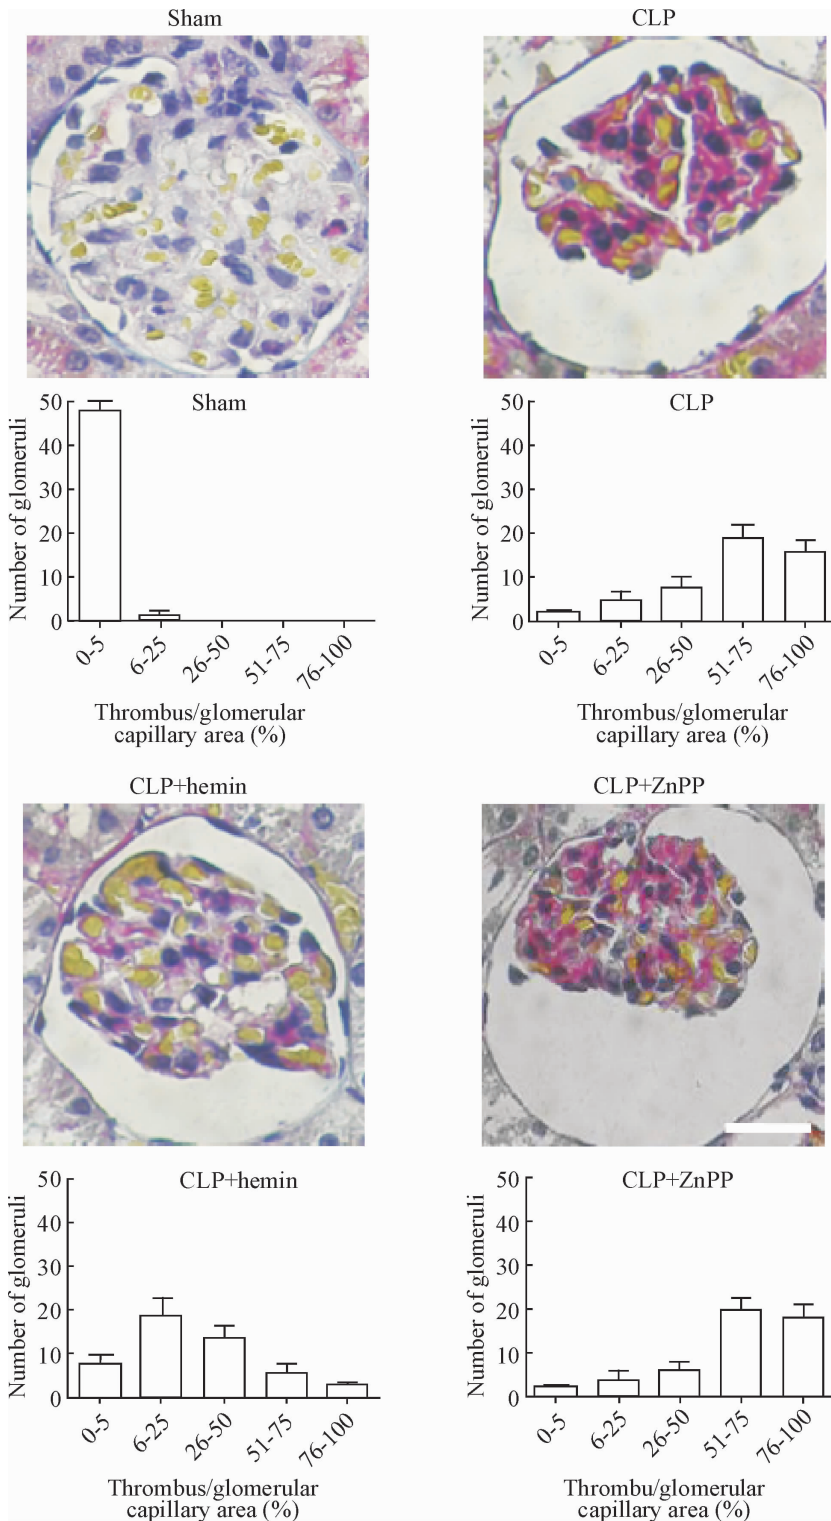 Sham
CLP
Sham
CLP
Number of glomeruli
50
40
30
20
10
0
0-5
6-25
26-50
51-75
76-100
Thrombus/glomerular
capillary area (%)
Number of glomeruli
50
40
30
20
10
0
0-5
6-25
26-50
51-75
76-100
Thrombus/glomerular
capillary area (%)
CLP+hemin
CLP+ZnPP
CLP+hemin
CLP+ZnPP
Number of glomeruli
50
40
30
20
10
0
0-5
6-25
26-50
51-75
76-100
Thrombus/glomerular
capillary area (%)
Number of glomeruli
50
40
30
20
10
0
0-5
6-25
26-50
51-75
76-100
Thrombu/glomerular
capillary area (%)